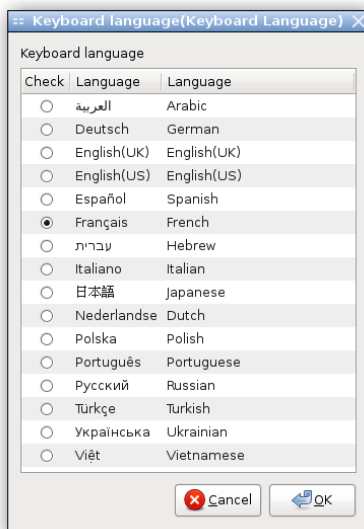 Keyboard language(Keyboard Language)
Keyboard language
Check Language Language
العربية Arabic
Deutsch German
English(UK) English(UK)
English(US) English(US)
Español Spanish
Français French
עברית Hebrew
Italiano Italian
日本語 Japanese
Nederlandse Dutch
Polska Polish
Português Portuguese
Русский Russian
Türkçe Turkish
Українська Ukrainian
Việt Vietnamese
Cancel OK